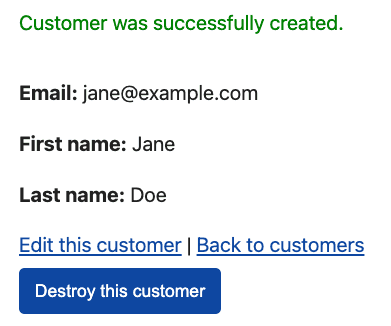 Customer was successfully created.
Email: jane@example.com
First name: Jane
Last name: Doe
Edit this customer | Back to customers
Destroy this customer